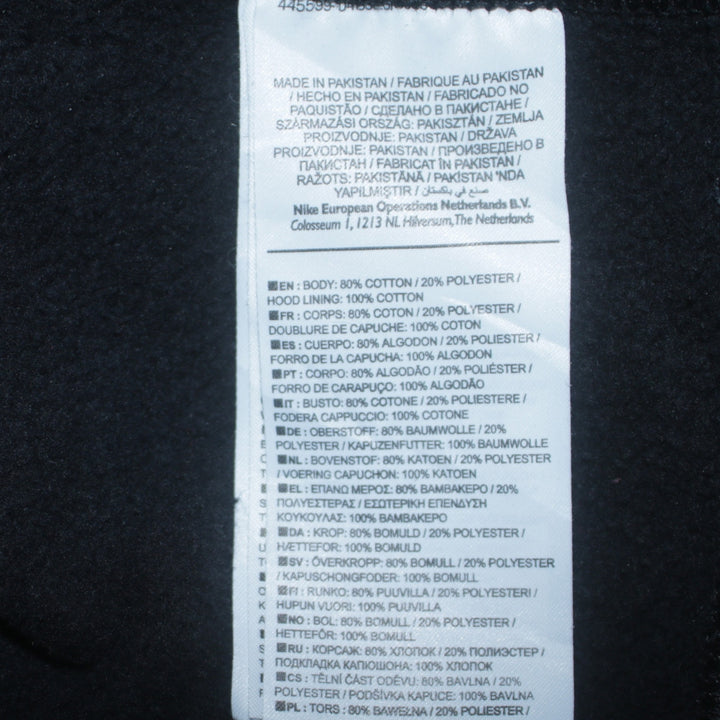 MADE IN PAKISTAN / FABRIQUE AU PAKISTAN
/ HECHO EN PAKISTAN / FABRICADO NO
PAQUISTÃO / СДЕЛАНО В ПАКИСТАНЕ /
SZÁRMAZÁSI ORSZÁG: PAKISZTÁN / ZEMLJA
PROIZVODNJE: PAKISTAN / DRŽAVA
PROIZVODNJE: PAKISTAN / ПРОИЗВЕДЕНО В
ПАКИСТАН / FABRICAT ÎN PAKISTAN /
RAŽOTS: PAKISTĀNĀ / PAKİSTAN 'NDA
YAPILMIŞTIR / صنع في باكستان
Nike European Operations Netherlands B.V.
Colosseum 1, 1213 NL Hilversum, The Netherlands
EN : BODY: 80% COTTON / 20% POLYESTER /
HOOD LINING: 100% COTTON
FR : CORPS: 80% COTON / 20% POLYESTER /
DOUBLURE DE CAPUCHE: 100% COTON
ES : CUERPO: 80% ALGODON / 20% POLIESTER /
FORRO DE LA CAPUCHA: 100% ALGODON
PT : CORPO: 80% ALGODÃO / 20% POLIÉSTER /
FORRO DE CARAPUÇO: 100% ALGODÃO
IT : BUSTO: 80% COTONE / 20% POLIESTERE /
FODERA CAPPUCCIO: 100% COTONE
DE : OBERSTOFF: 80% BAUMWOLLE / 20%
POLYESTER / KAPUZENFUTTER: 100% BAUMWOLLE
NL : BOVENSTOF: 80% KATOEN / 20% POLYESTER
/ VOERING CAPUCHON: 100% KATOEN
EL : ΕΠΑΝΩ ΜΕΡΟΣ: 80% ΒΑΜΒΑΚΕΡΟ / 20%
ΠΟΛΥΕΣΤΕΡΑΣ / ΕΣΩΤΕΡΙΚΗ ΕΠΕΝΔΥΣΗ
ΚΟΥΚΟΥΛΑΣ: 100% ΒΑΜΒΑΚΕΡΟ
DA : KROP: 80% BOMULD / 20% POLYESTER /
HÆTTEFOR: 100% BOMULD
SV : ÖVERKROPP: 80% BOMULL / 20% POLYESTER
/ KAPUSCHONGFODER: 100% BOMULL
FI : RUNKO: 80% PUUVILLA / 20% POLYESTERI /
HUPUN VUORI: 100% PUUVILLA
NO : BOL: 80% BOMULL / 20% POLYESTER /
HETTEFÔR: 100% BOMULL
RU : КОРСАЖ: 80% ХЛОПОК / 20% ПОЛИЭСТЕР /
ПОДКЛАДКА КАПЮШОНА: 100% ХЛОПОК
CS : TĚLNÍ ČÁST ODĚVU: 80% BAVLNA / 20%
POLYESTER / PODŠÍVKA KAPUCE: 100% BAVLNA
PL : TORS : 80% BAWEŁNA / 20% POLIESTER /